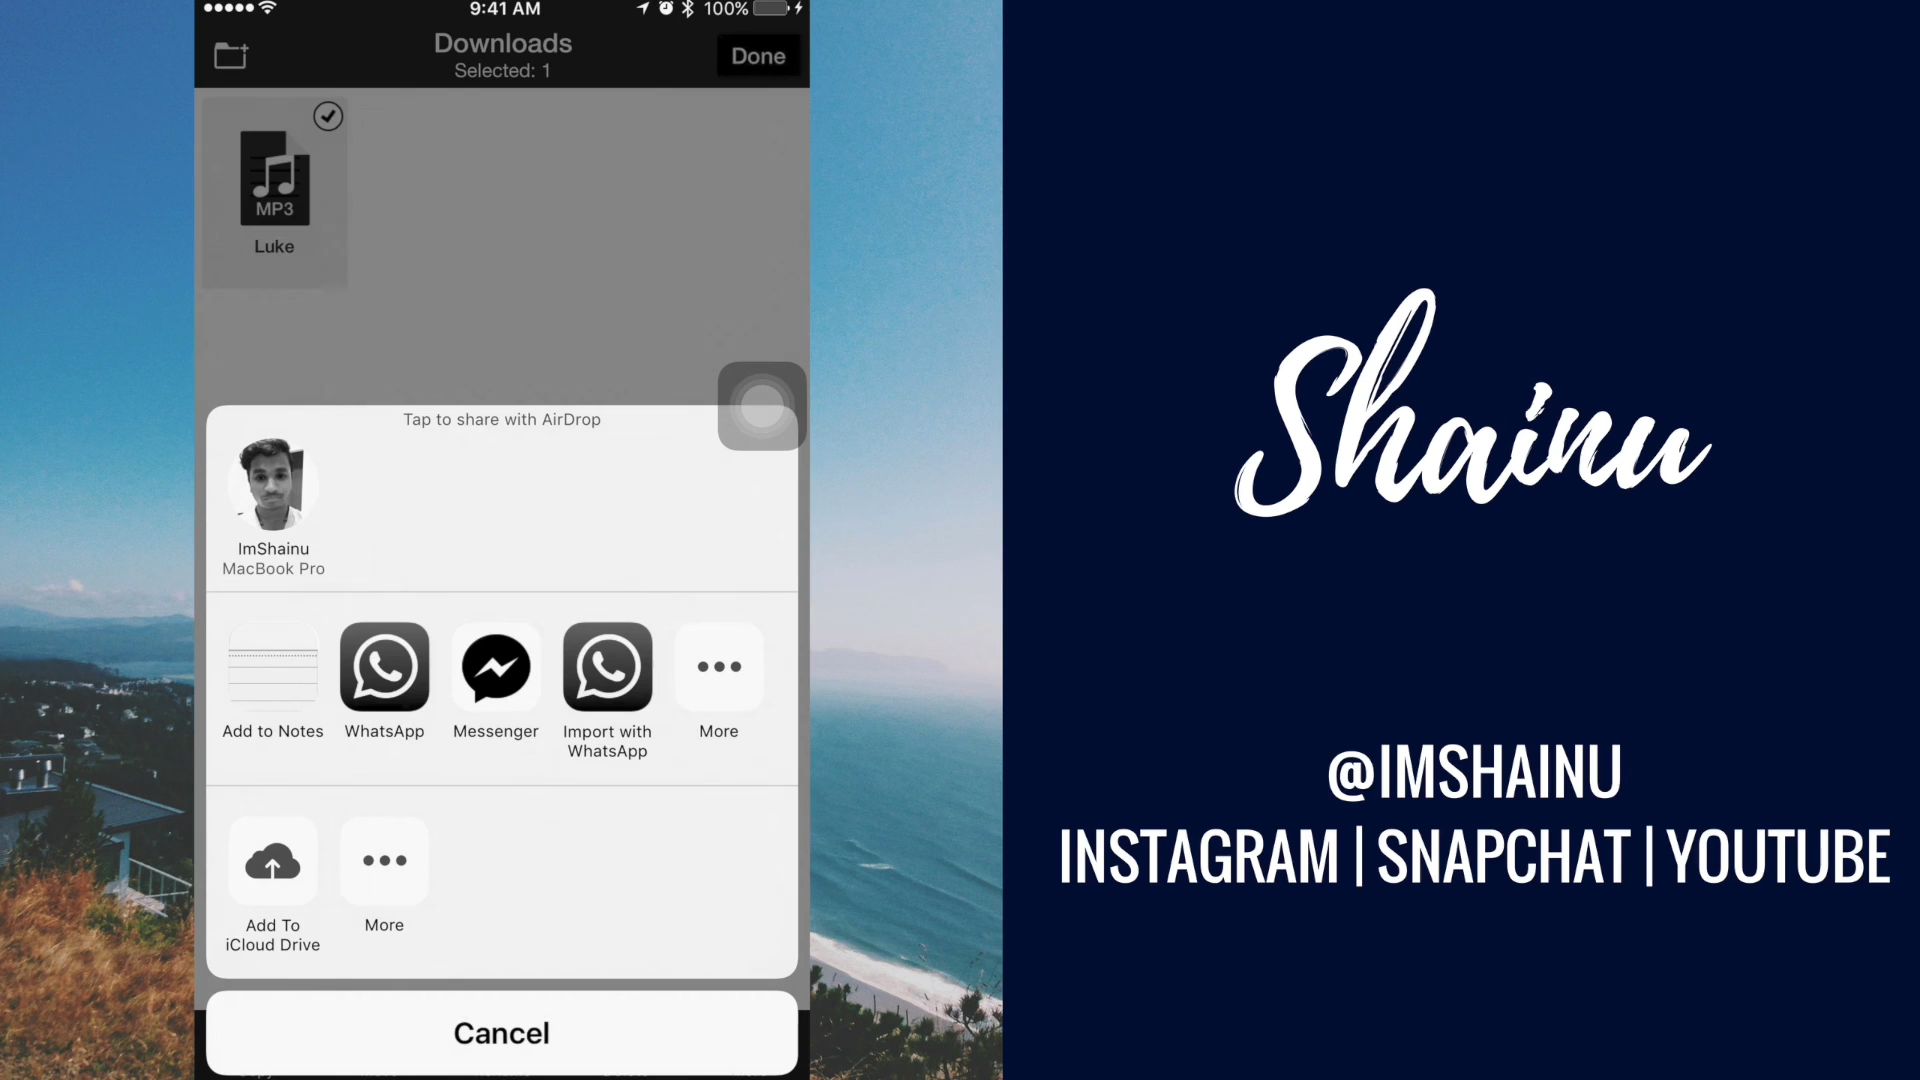 9:41 AM
100%
Downloads
Selected: 1
Done
MP3
Luke
Tap to share with AirDrop
ImShainu
MacBook Pro
Add to Notes
WhatsApp
Messenger
Import with
WhatsApp
More
Add To
iCloud Drive
More
Cancel
Shainu
@IMSHAINU
INSTAGRAM | SNAPCHAT | YOUTUBE